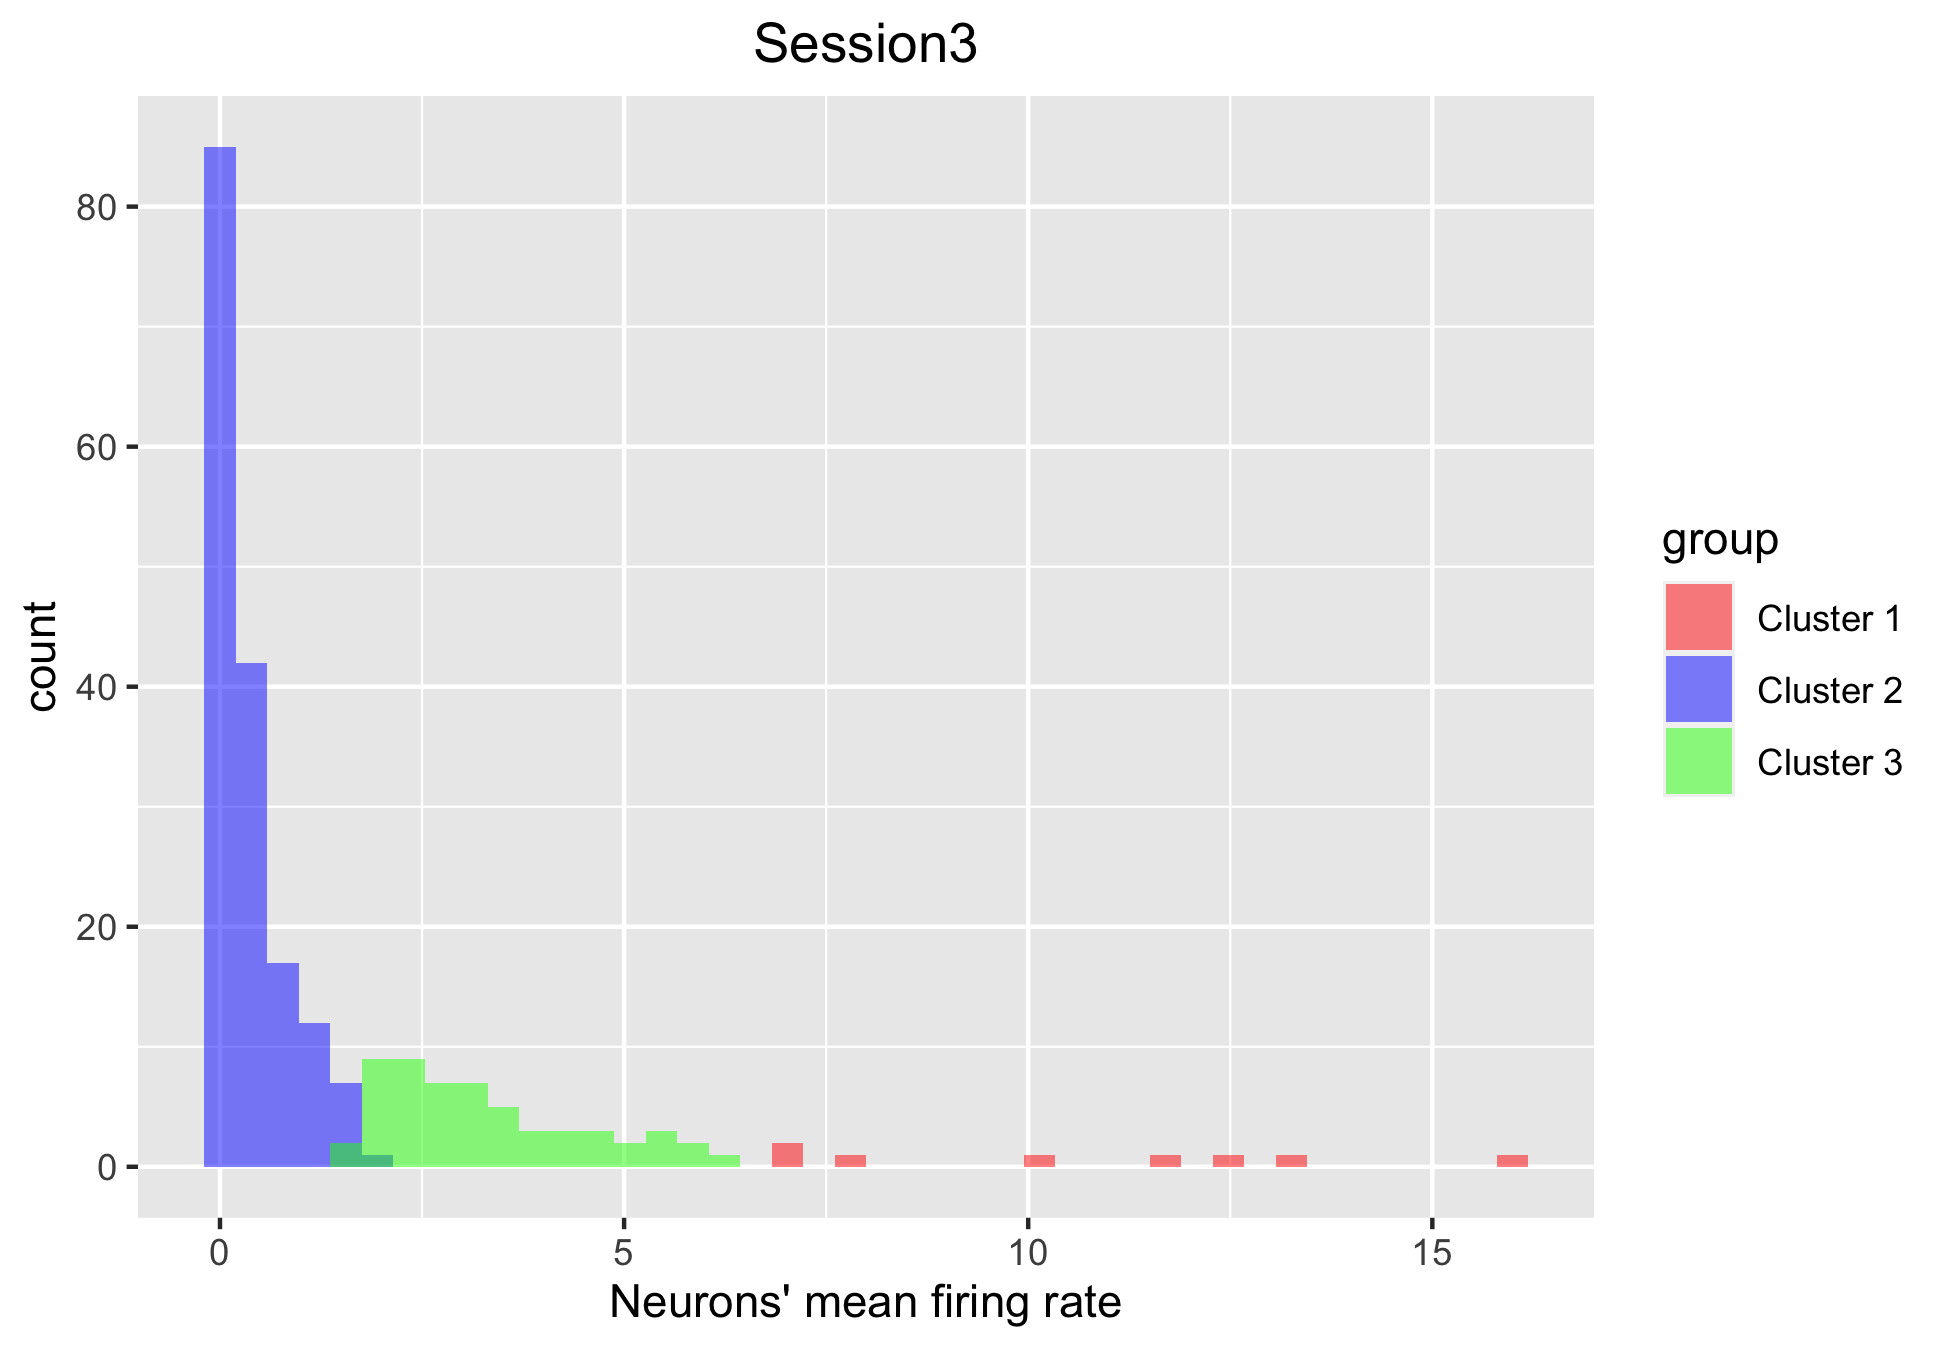 Session3
80
60
40
20
0
count
0 5 10 15
Neurons' mean firing rate
group
Cluster 1
Cluster 2
Cluster 3